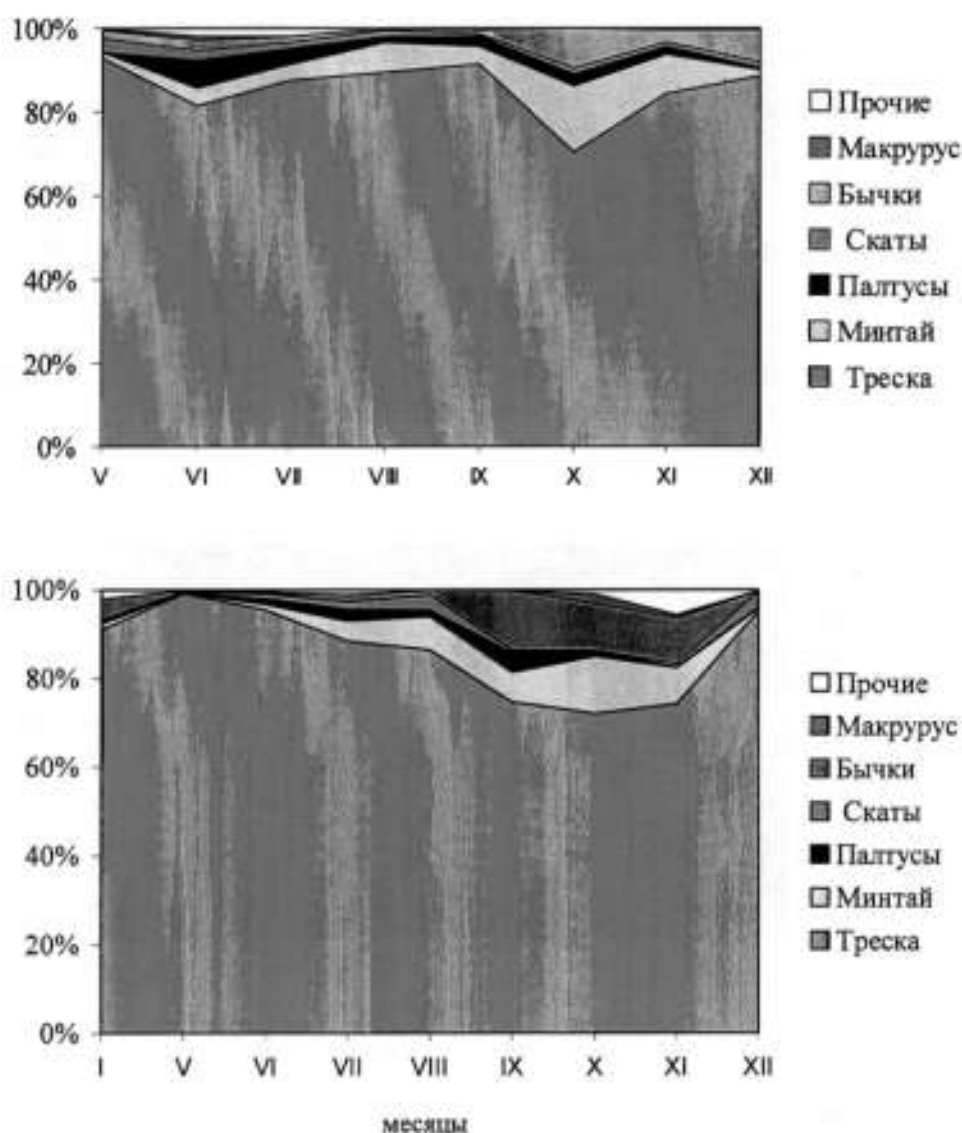 100%
80%
60%
40%
20%
0%
V VI VII VIII IX X XI XII
Прочие
Макрурус
Бычки
Скаты
Палтусы
Минтай
Треска
100%
80%
60%
40%
20%
0%
I V VI VII VIII IX X XI XII
месяцы
Прочие
Макрурус
Бычки
Скаты
Палтусы
Минтай
Треска